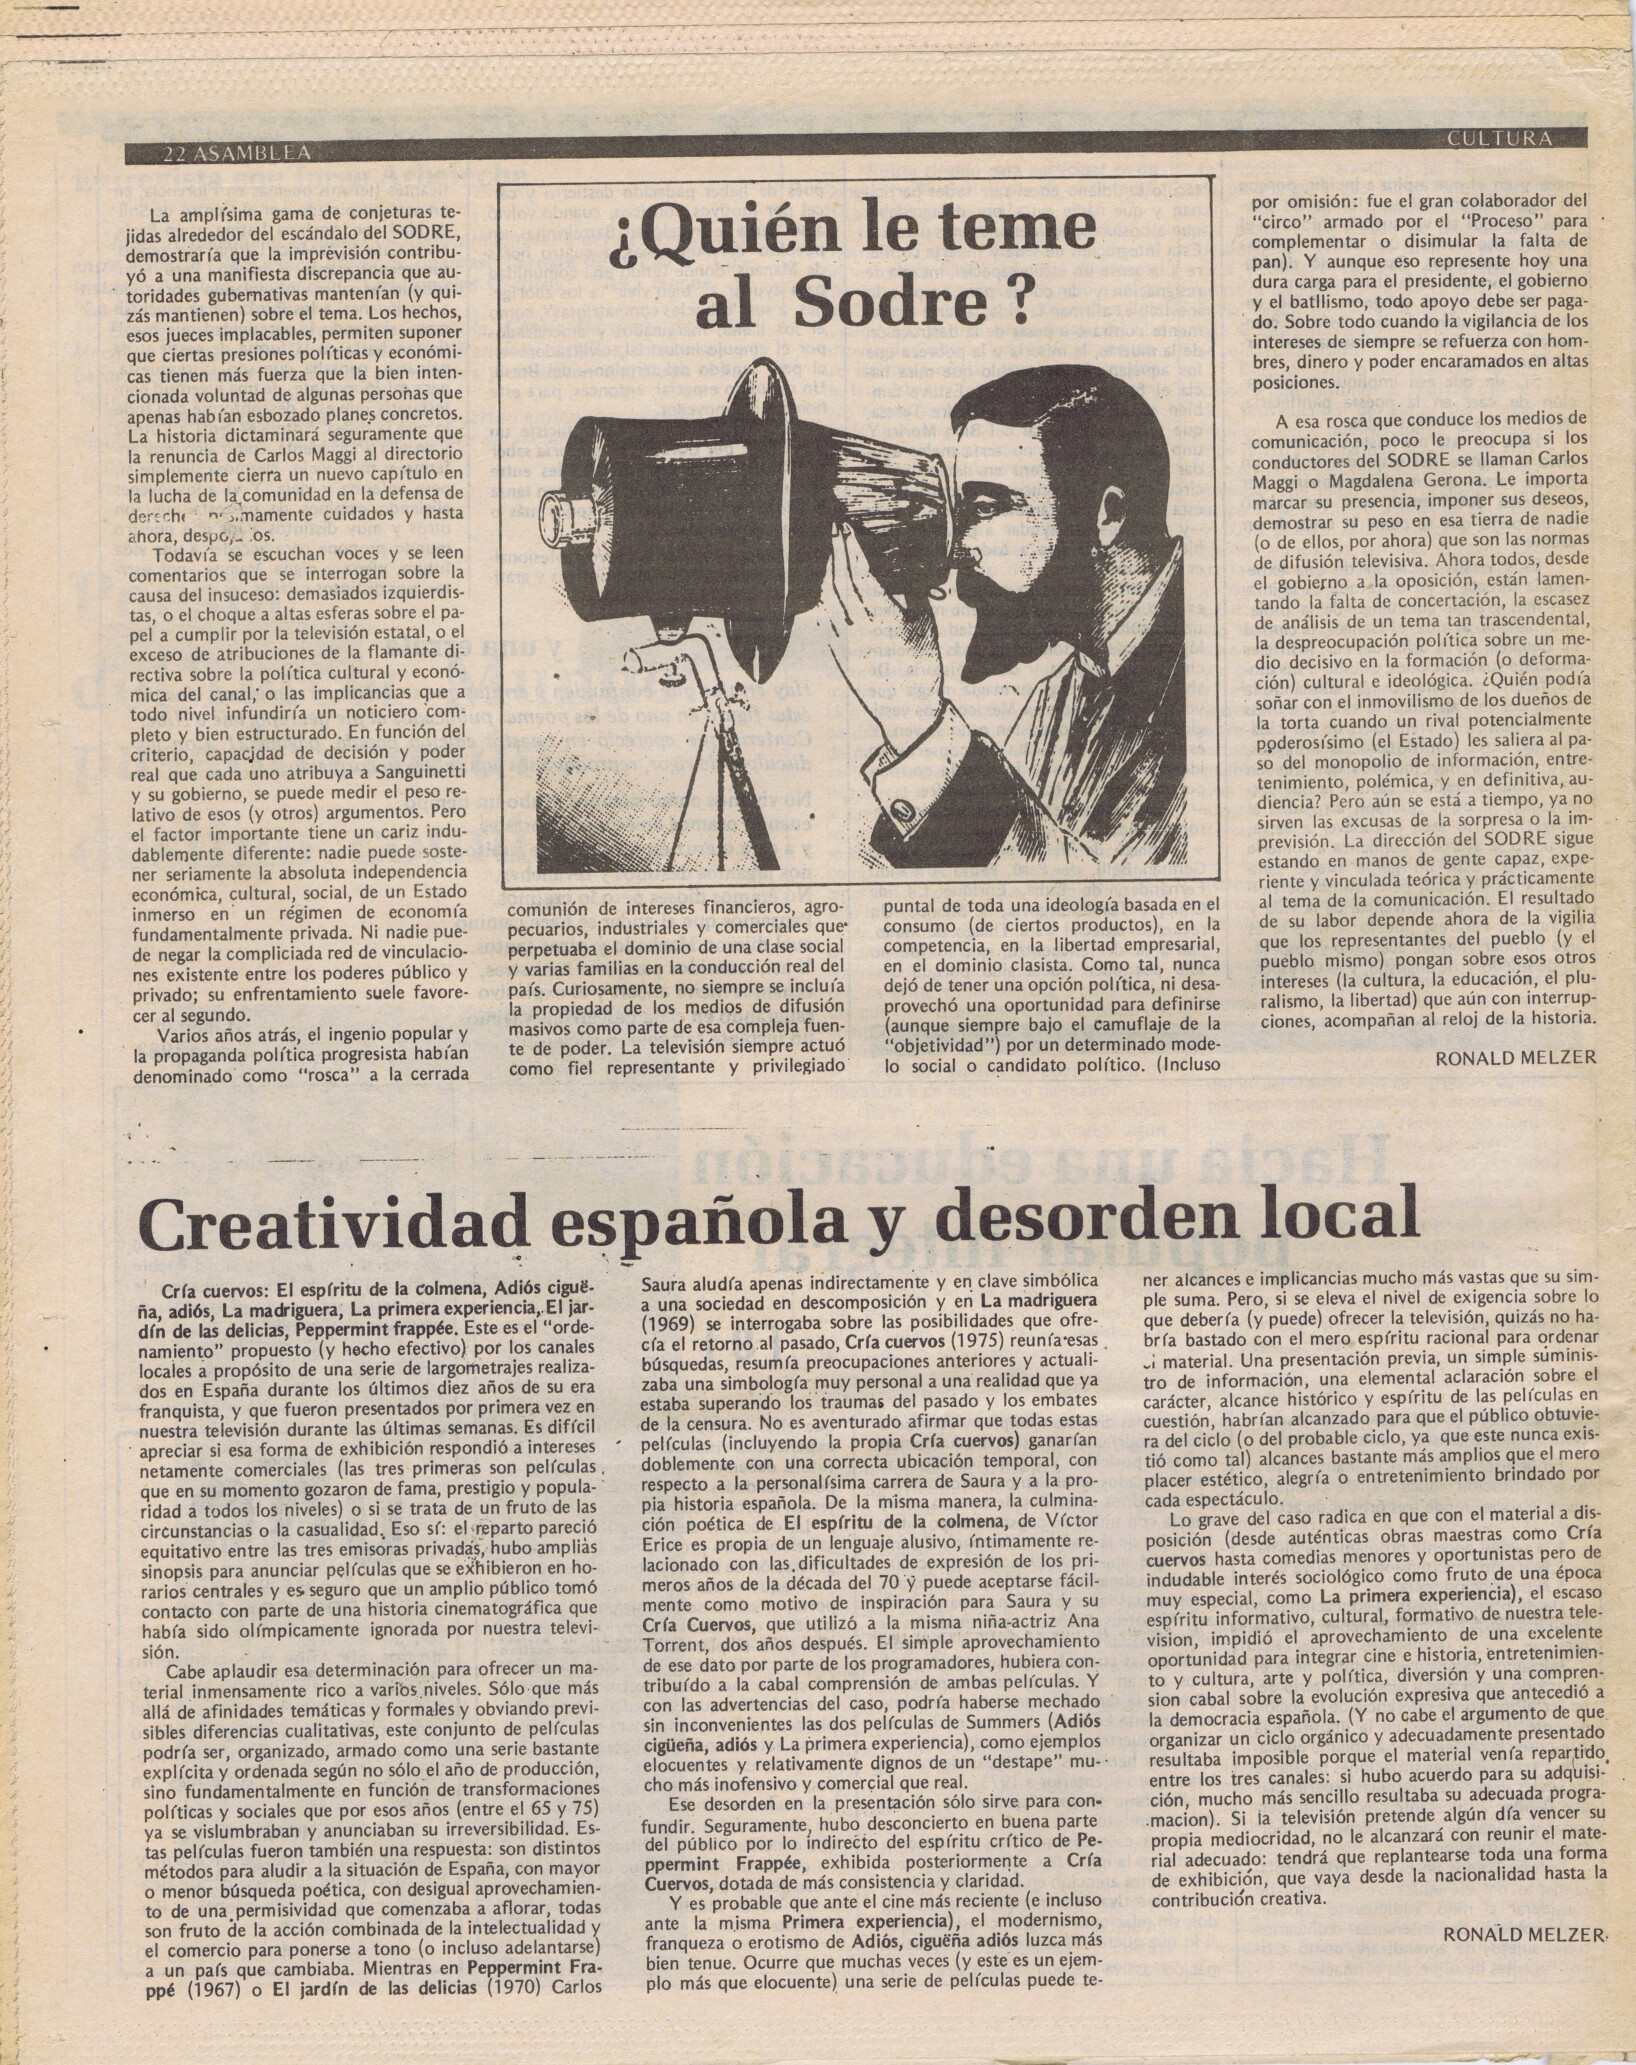 22 ASAMBLEA
CULTURA
¿Quién le teme
al Sodre ?
La amplísima gama de conjeturas te-
jidas alrededor del escándalo del SODRE,
demostraría que la imprevisión contribu-
yó a una manifiesta discrepancia que au-
toridades gubernativas mantenían (y qui-
zás mantienen) sobre el tema. Los hechos,
esos jueces implacables, permiten suponer
que ciertas presiones políticas y económi-
cas tienen más fuerza que la bien inten-
cionada voluntad de algunas personas que
apenas habían esbozado planes concretos.
La historia dictaminará seguramente que
la renuncia de Carlos Maggi al directorio
simplemente cierra un nuevo capítulo en
la lucha de la comunidad en la defensa de
cuidados y hasta
ahora,
Todavía se escuchan voces y se leen
comentarios que se interrogan sobre la
causa del insuceso: demasiados izquierdis-
tas, o el choque a altas esferas sobre el pa-
pel a cumplir por la televisión estatal, o el
exceso de atribuciones de la flamante di-
rectiva sobre la política cultural y econó-
mica del canal, o las implicancias que a
todo nivel infundiría un noticiero com-
pleto y bien estructurado. En función del
criterio, capacidad de decisión y poder
real que cada uno atribuya a Sanguinetti
y su gobierno, se puede medir el peso re-
lativo de esos (y otros) argumentos. Pero
el factor importante tiene un cariz indu-
dablemente diferente: nadie puede soste-
ner seriamente la absoluta independencia
económica, cultural, social, de un Estado
inmerso en un régimen de economía
fundamentalmente privada. Ni nadie pue-
de negar la compliciada red de vinculacio-
nes existente entre los poderes público y
privado; su enfrentamiento suele favore-
cer al segundo.
Varios años atrás, el ingenio popular y
la propaganda política progresista habían
denominado como "rosca" a la cerrada
comunión de intereses financieros, agro-
pecuarios, industriales y comerciales que
perpetuaba el dominio de una clase social
y varias familias en la conducción real del
país. Curiosamente, no siempre se incluía
la propiedad de los medios de difusión
masivos como parte de esa compleja fuen-
te de poder. La televisión siempre actuó
como fiel representante y privilegiado
puntal de toda una ideología basada en el
consumo (de ciertos productos), en la
competencia, en la libertad empresarial,
en el dominio clasista. Como tal, nunca
dejó de tener una opción política, ni desa-
provechó una oportunidad para definirse
(aunque siempre bajo el camuflaje de la
"objetividad") por un determinado mode-
lo social o candidato político. (Incluso
por omisión: fue el gran colaborador del
"circo" armado por el "Proceso" para
complementar o disimular la falta de
pan). Y aunque eso represente hoy una
dura carga para el presidente, el gobierno
y el batllismo, todo apoyo debe ser paga-
do. Sobre todo cuando la vigilancia de los
intereses de siempre se refuerza con hom-
bres, dinero y poder encaramados en altas
posiciones.
A esa rosca que conduce los medios de
comunicación, poco le preocupa si los
conductores del SODRE se llaman Carlos
Maggi o Magdalena Gerona. Le importa
marcar su presencia, imponer sus deseos,
demostrar su peso en esa tierra de nadie
(o de ellos, por ahora) que son las normas
de difusión televisiva. Ahora todos, desde
el gobierno a la oposición, están lamen-
tando la falta de concertación, la escasez
de análisis de un tema tan trascendental,
la despreocupación política sobre un me-
dio decisivo en la formación (o deforma-
ción) cultural e ideológica. ¿Quién podía
soñar con el inmovilismo de los dueños de
la torta cuando un rival potencialmente
poderosísimo (el Estado) les saliera al pa-
so del monopolio de información, entre-
tenimiento, polémica, y en definitiva, au-
diencia? Pero aún se está a tiempo, ya no
sirven las excusas de la sorpresa o la im-
previsión. La dirección del SODRE sigue
estando en manos de gente capaz, expe-
riente y vinculada teórica y prácticamente
al tema de la comunicación. El resultado
de su labor depende ahora de la vigilia
que los representantes del pueblo (y el
pueblo mismo) pongan sobre esos otros
intereses (la cultura, la educación, el plu-
ralismo, la libertad) que aún con interrup-
ciones, acompañan al reloj de la historia.
RONALD MELZER
Creatividad española y desorden local
Cría cuervos: El espíritu de la colmena, Adiós cigüe-
ña, adiós, La madriguera, La primera experiencia, El jar-
dín de las delicias, Peppermint frappée. Este es el "orde-
namiento" propuesto (y hecho efectivo) por los canales
locales a propósito de una serie de largometrajes realiza-
dos en España durante los últimos diez años de su era
franquista, y que fueron presentados por primera vez en
nuestra televisión durante las últimas semanas. Es difícil
apreciar si esa forma de exhibición respondió a intereses
netamente comerciales (las tres primeras son películas
que en su momento gozaron de fama, prestigio y popula-
ridad a todos los niveles) o si se trata de un fruto de las
circunstancias o la casualidad. Eso sí: el reparto pareció
equitativo entre las tres emisoras privadas, hubo amplias
sinopsis para anunciar películas que se exhibieron en ho-
rarios centrales y es seguro que un amplio público tomó
contacto con parte de una historia cinematográfica que
había sido olímpicamente ignorada por nuestra televi-
sión.
Cabe aplaudir esa determinación para ofrecer un ma-
terial inmensamente rico a varios niveles. Sólo que más
allá de afinidades temáticas y formales y obviando previ-
sibles diferencias cualitativas, este conjunto de películas
podría ser, organizado, armado como una serie bastante
explícita y ordenada según no sólo el año de producción,
sino fundamentalmente en función de transformaciones
políticas y sociales que por esos años (entre el 65 y 75)
ya se vislumbraban y anunciaban su irreversibilidad. Es-
tas películas fueron también una respuesta: son distintos
métodos para aludir a la situación de España, con mayor
o menor búsqueda poética, con desigual aprovechamien-
to de una permisividad que comenzaba a aflorar, todas
son fruto de la acción combinada de la intelectualidad y
el comercio para ponerse a tono (o incluso adelantarse)
a un país que cambiaba. Mientras en Peppermint Fra-
ppé (1967) o El jardín de las delicias (1970) Carlos
Saura aludía apenas indirectamente y en clave simbólica
a una sociedad en descomposición y en La madriguera
(1969) se interrogaba sobre las posibilidades que ofre-
cía el retorno al pasado, Cría cuervos (1975) reunía esas
búsquedas, resumía preocupaciones anteriores y actuali-
zaba una simbología muy personal a una realidad que ya
estaba superando los traumas del pasado y los embates
de la censura. No es aventurado afirmar que todas estas
películas (incluyendo la propia Cría cuervos) ganarían
doblemente con una correcta ubicación temporal, con
respecto a la personalísima carrera de Saura y a la pro-
pia historia española. De la misma manera, la culmina-
ción poética de El espíritu de la colmena, de Víctor
Erice es propia de un lenguaje alusivo, íntimamente re-
lacionado con las dificultades de expresión de los pri-
meros años de la década del 70 y puede aceptarse fácil-
mente como motivo de inspiración para Saura y su
Cría Cuervos, que utilizó a la misma niña-actriz Ana
Torrent, dos años después. El simple aprovechamiento
de ese dato por parte de los programadores, hubiera con-
tribuído a la cabal comprensión de ambas películas. Y
con las advertencias del caso, podría haberse mechado
sin inconvenientes las dos películas de Summers (Adiós
cigüeña, adiós y La primera experiencia), como ejemplos
elocuentes y relativamente dignos de un "destape" mu-
cho más inofensivo y comercial que real.
Ese desorden en la presentación sólo sirve para con-
fundir. Seguramente, hubo desconcierto en buena parte
del público por lo indirecto del espíritu crítico de Pe-
ppermint Frappée, exhibida posteriormente a Cría
Cuervos, dotada de más consistencia y claridad.
Y es probable que ante el cine más reciente (e incluso
ante la misma Primera experiencia), el modernismo,
franqueza o erotismo de Adiós, cigüeña adiós luzca más
bien tenue. Ocurre que muchas veces (y este es un ejem-
plo más que elocuente) una serie de películas puede te-
ner alcances e implicancias mucho más vastas que su sim-
ple suma. Pero, si se eleva el nivel de exigencia sobre lo
que debería (y puede) ofrecer la televisión, quizás no ha-
bría bastado con el mero espíritu racional para ordenar
material. Una presentación previa, un simple suminis-
tro de información, una elemental aclaración sobre el
carácter, alcance histórico y espíritu de las películas en
cuestión, habrían alcanzado para que el público obtuvie-
ra del ciclo (o del probable ciclo, ya que este nunca exis-
tió como tal) alcances bastante más amplios que el mero
placer estético, alegría o entretenimiento brindado por
cada espectáculo.
Lo grave del caso radica en que con el material a dis-
posición (desde auténticas obras maestras como Cría
cuervos hasta comedias menores y oportunistas pero de
indudable interés sociológico como fruto de una época
muy especial, como La primera experiencia), el escaso
espíritu informativo, cultural, formativo de nuestra tele-
vision, impidió el aprovechamiento de una excelente
oportunidad para integrar cine e historia, entretenimien-
to y cultura, arte y política, diversión y una compren-
sion cabal sobre la evolución expresiva que antecedió a
la democracia española. (Y no cabe el argumento de que
organizar un ciclo orgánico y adecuadamente presentado
resultaba imposible porque el material venía repartido
entre los tres canales: si hubo acuerdo para su adquisi-
ción, mucho más sencillo resultaba su adecuada progra-
macion). Si la televisión pretende algún día vencer su
propia mediocridad, no le alcanzará con reunir el mate-
rial adecuado: tendrá que replantearse toda una forma
de exhibición, que vaya desde la nacionalidad hasta la
contribución creativa.
RONALD MELZER